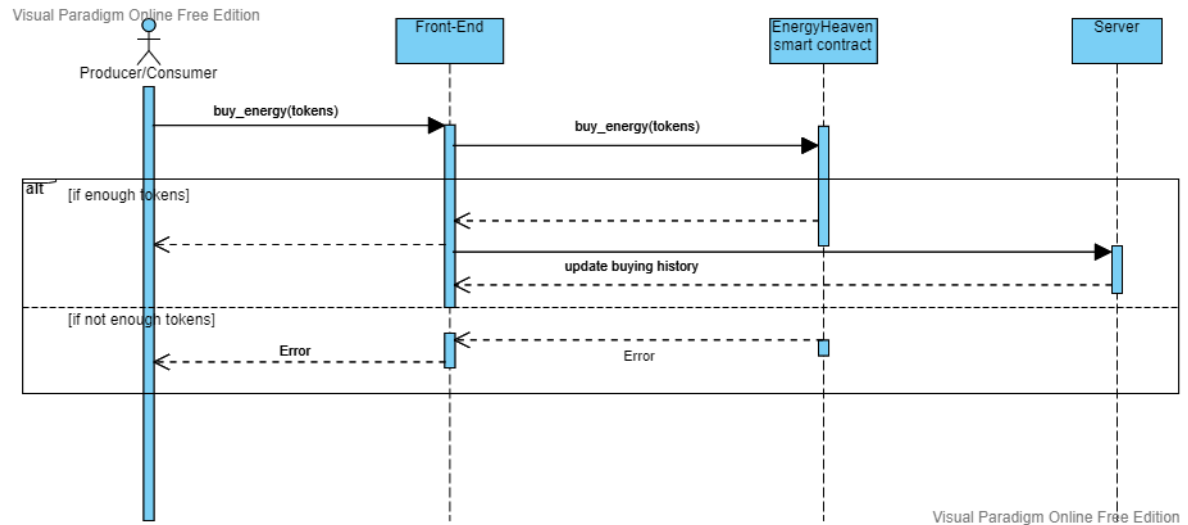 Visual Paradigm Online Free Edition
Front-End
EnergyHeaven
smart contract
Server
Producer/Consumer
buy_energy(tokens)
buy_energy(tokens)
alt
[if enough tokens]
update buying history
[if not enough tokens]
Error
Error
Visual Paradigm Online Free Edition